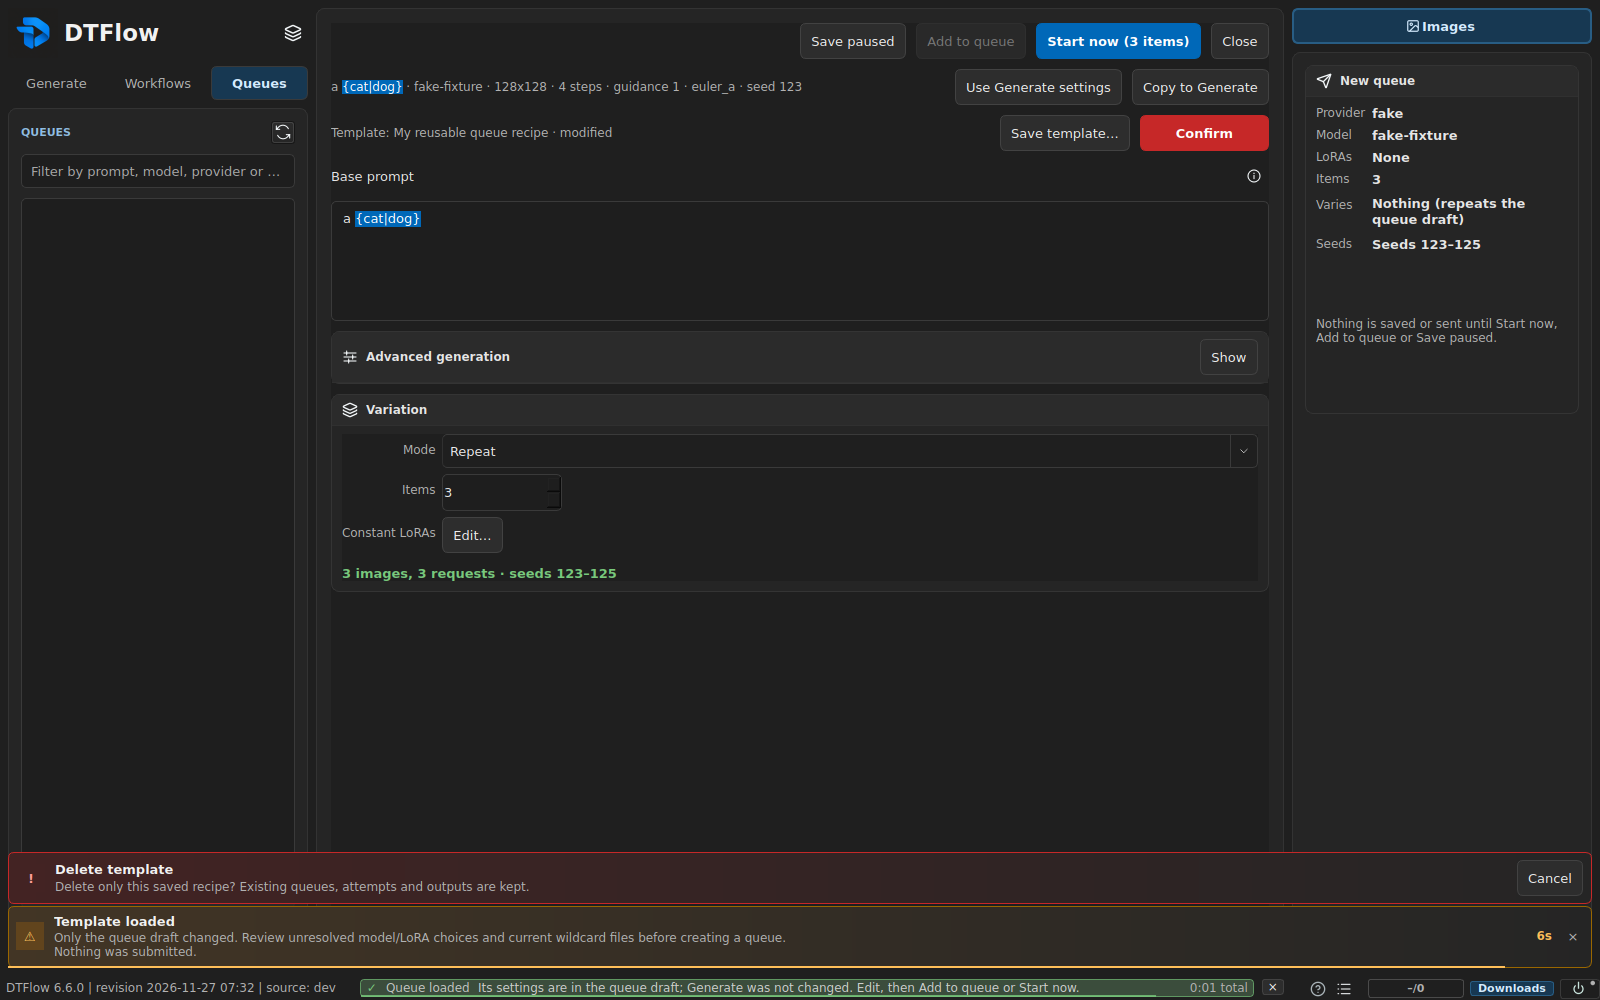 DTFlow
Generate
Workflows
Queues
QUEUES
Filter by prompt, model, provider or ...
Save paused
Add to queue
Start now (3 items)
Close
a {cat|dog} · fake-fixture · 128x128 · 4 steps · guidance 1 · euler_a · seed 123
Use Generate settings
Copy to Generate
Template: My reusable queue recipe · modified
Save template...
Confirm
Base prompt
a {cat|dog}
Advanced generation
Show
Variation
Mode
Repeat
Items
3
Constant LoRAs
Edit...
3 images, 3 requests · seeds 123–125
Images
New queue
Provider fake
Model fake-fixture
LoRAs None
Items 3
Varies Nothing (repeats the
queue draft)
Seeds Seeds 123–125
Nothing is saved or sent until Start now,
Add to queue or Save paused.
! Delete template
Delete only this saved recipe? Existing queues, attempts and outputs are kept.
Cancel
⚠ Template loaded
Only the queue draft changed. Review unresolved model/LoRA choices and current wildcard files before creating a queue.
Nothing was submitted.
6s ×
DTFlow 6.6.0 | revision 2026-11-27 07:32 | source: dev
✓ Queue loaded Its settings are in the queue draft; Generate was not changed. Edit, then Add to queue or Start now. 0:01 total
×
–/0
Downloads